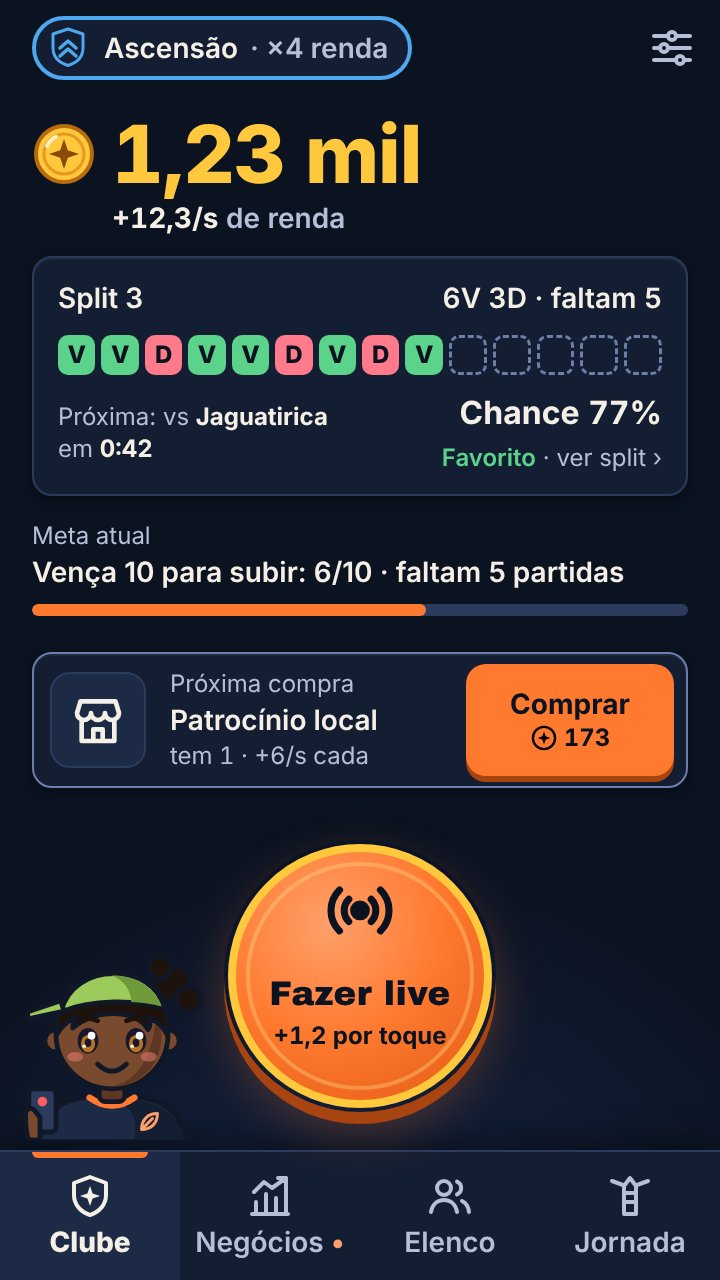 Ascensão · ×4 renda
1,23 mil
+12,3/s de renda
Split 3
6V 3D · faltam 5
V V D V V D V D V
Próxima: vs Jaguatirica
em 0:42
Chance 77%
Favorito · ver split ›
Meta atual
Vença 10 para subir: 6/10 · faltam 5 partidas
Próxima compra
Patrocínio local
tem 1 · +6/s cada
Comprar
173
Fazer live
+1,2 por toque
Clube
Negócios
Elenco
Jornada